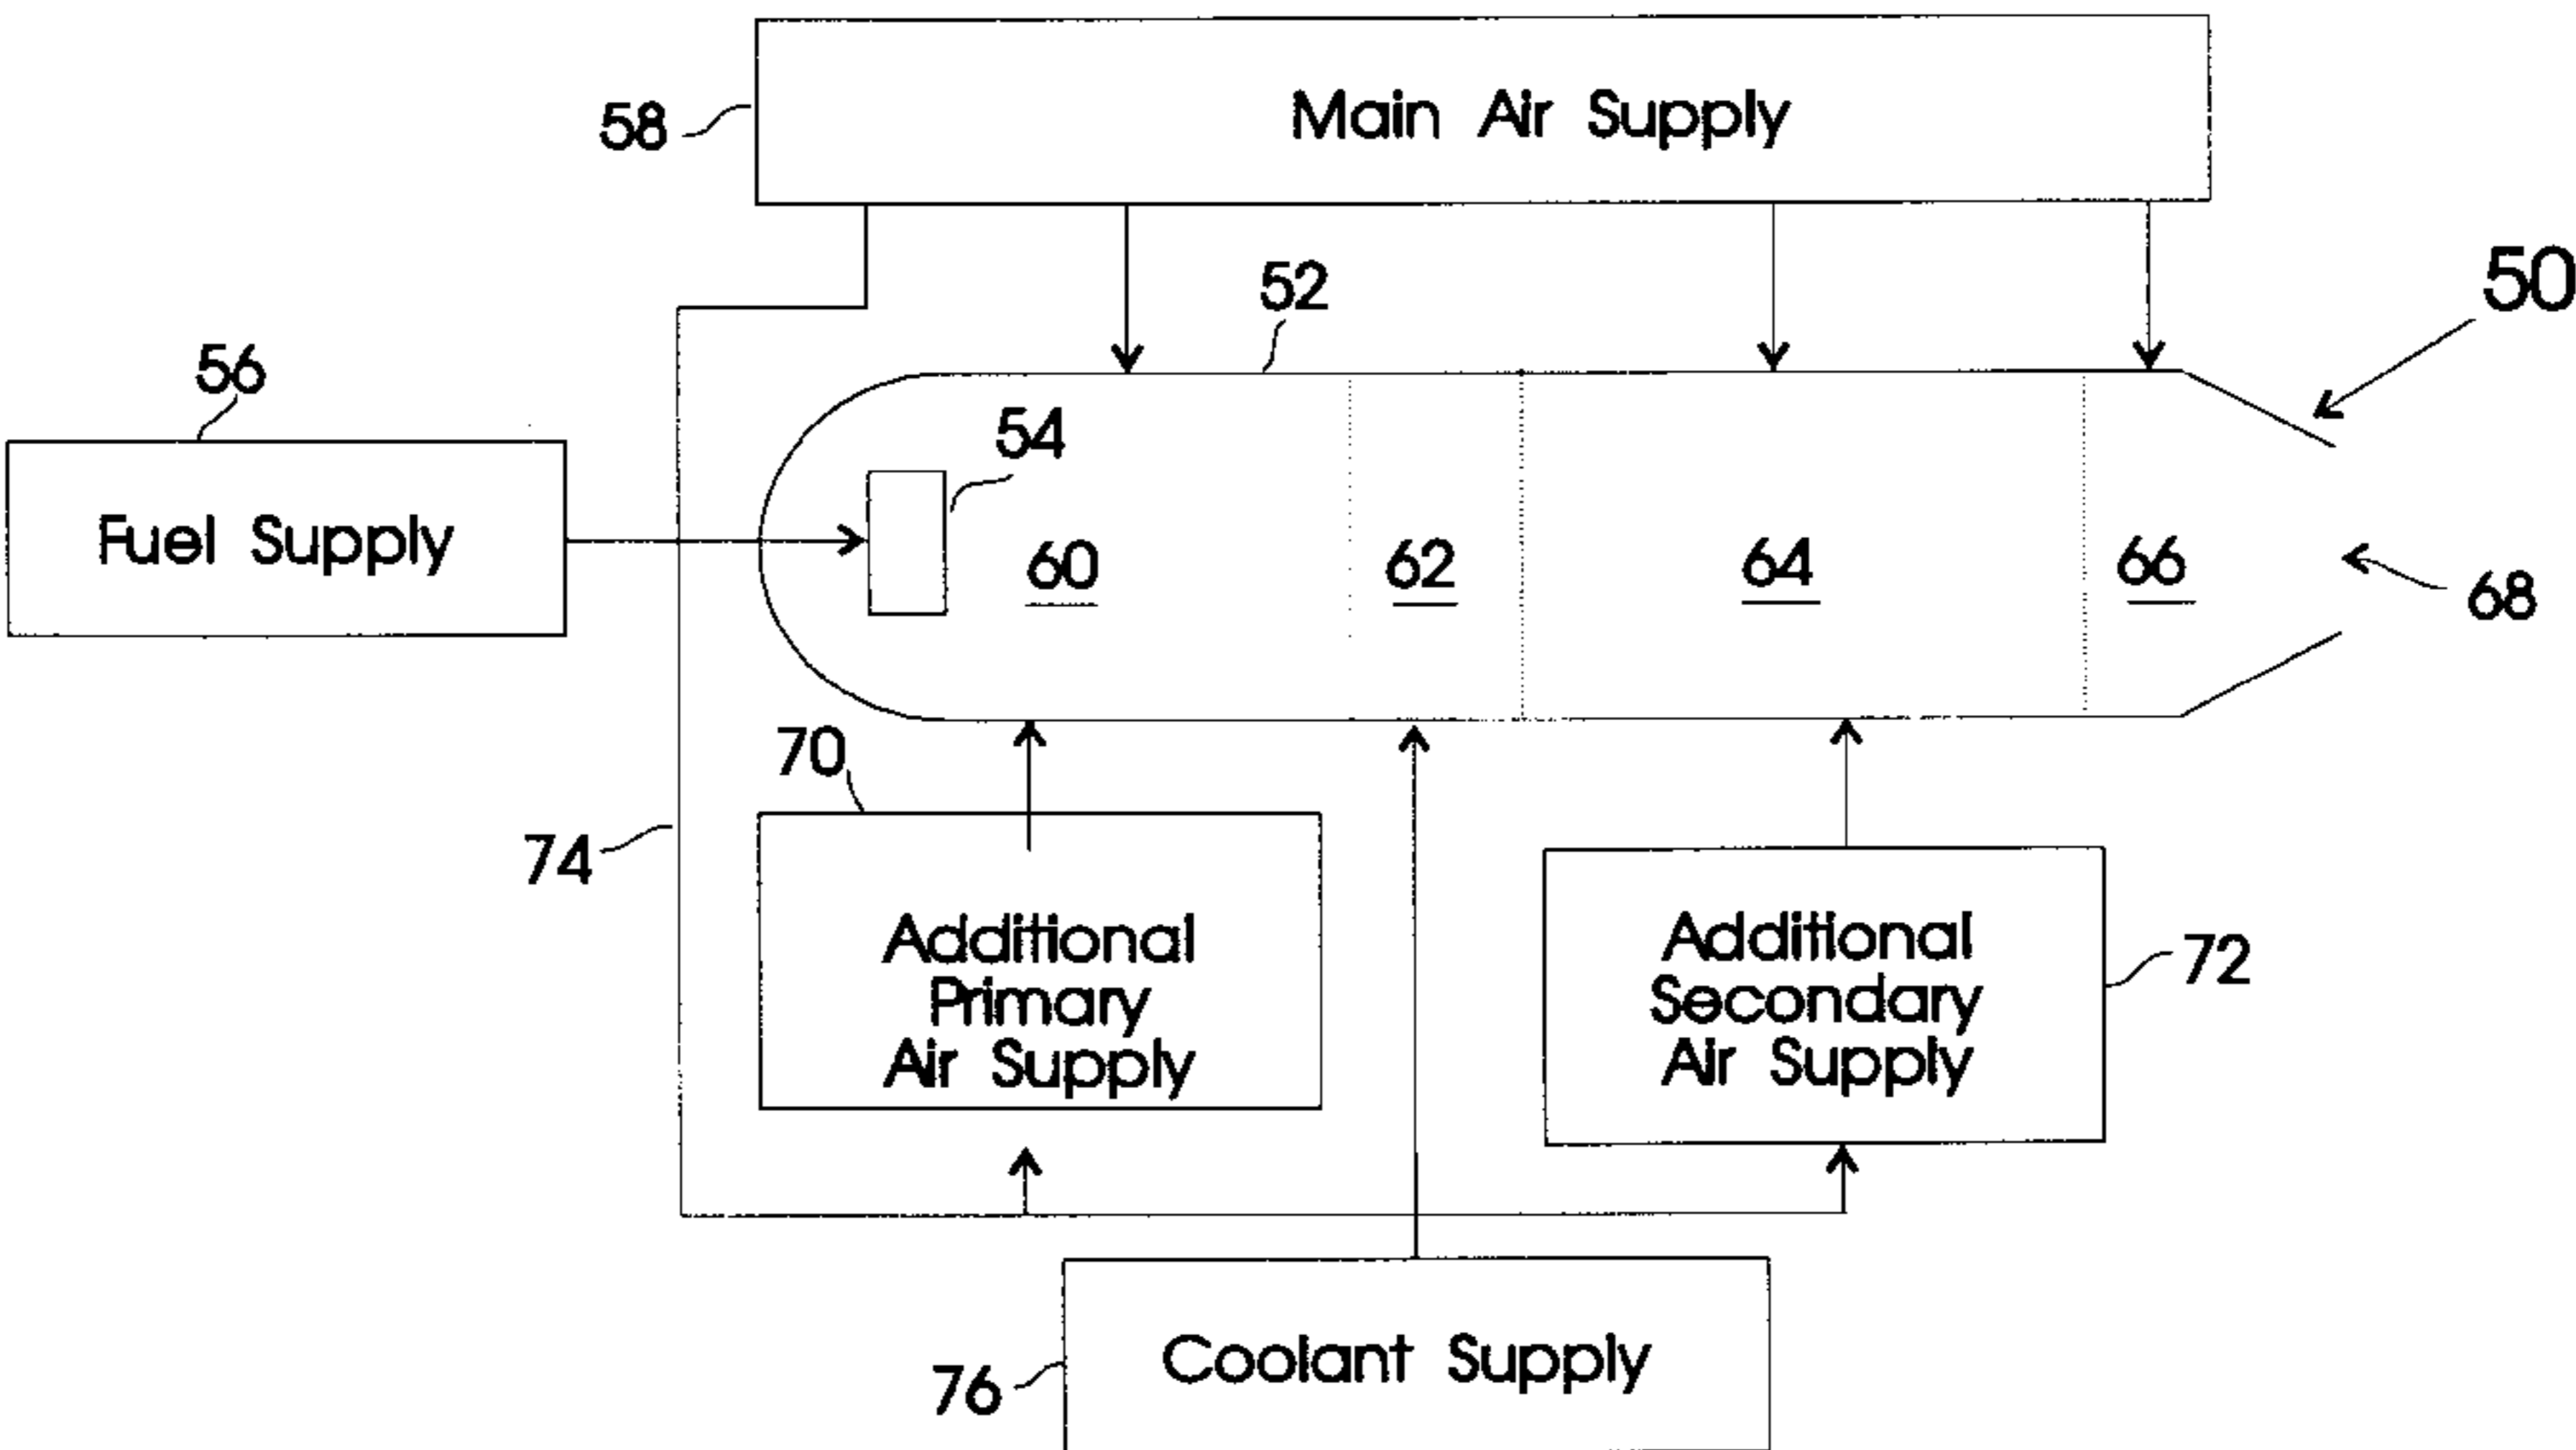 58
Main Air Supply
52
50
56
54
Fuel Supply
60
62
64
66
68
70
74
Additional
Primary
Air Supply
Additional
Secondary
Air Supply
72
Coolant Supply
76